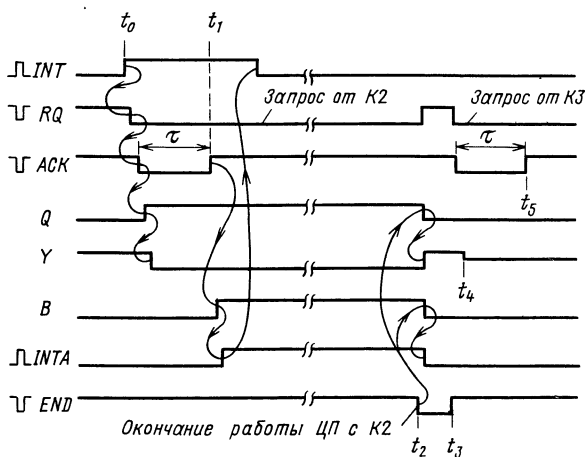 t₀ t₁
INT
RQ
Запрос от К2
Запрос от К3
τ
τ
ACK
t₅
Q
Y
t₄
B
INTA
END
Окончание работы ЦП с К2
t₂ t₃